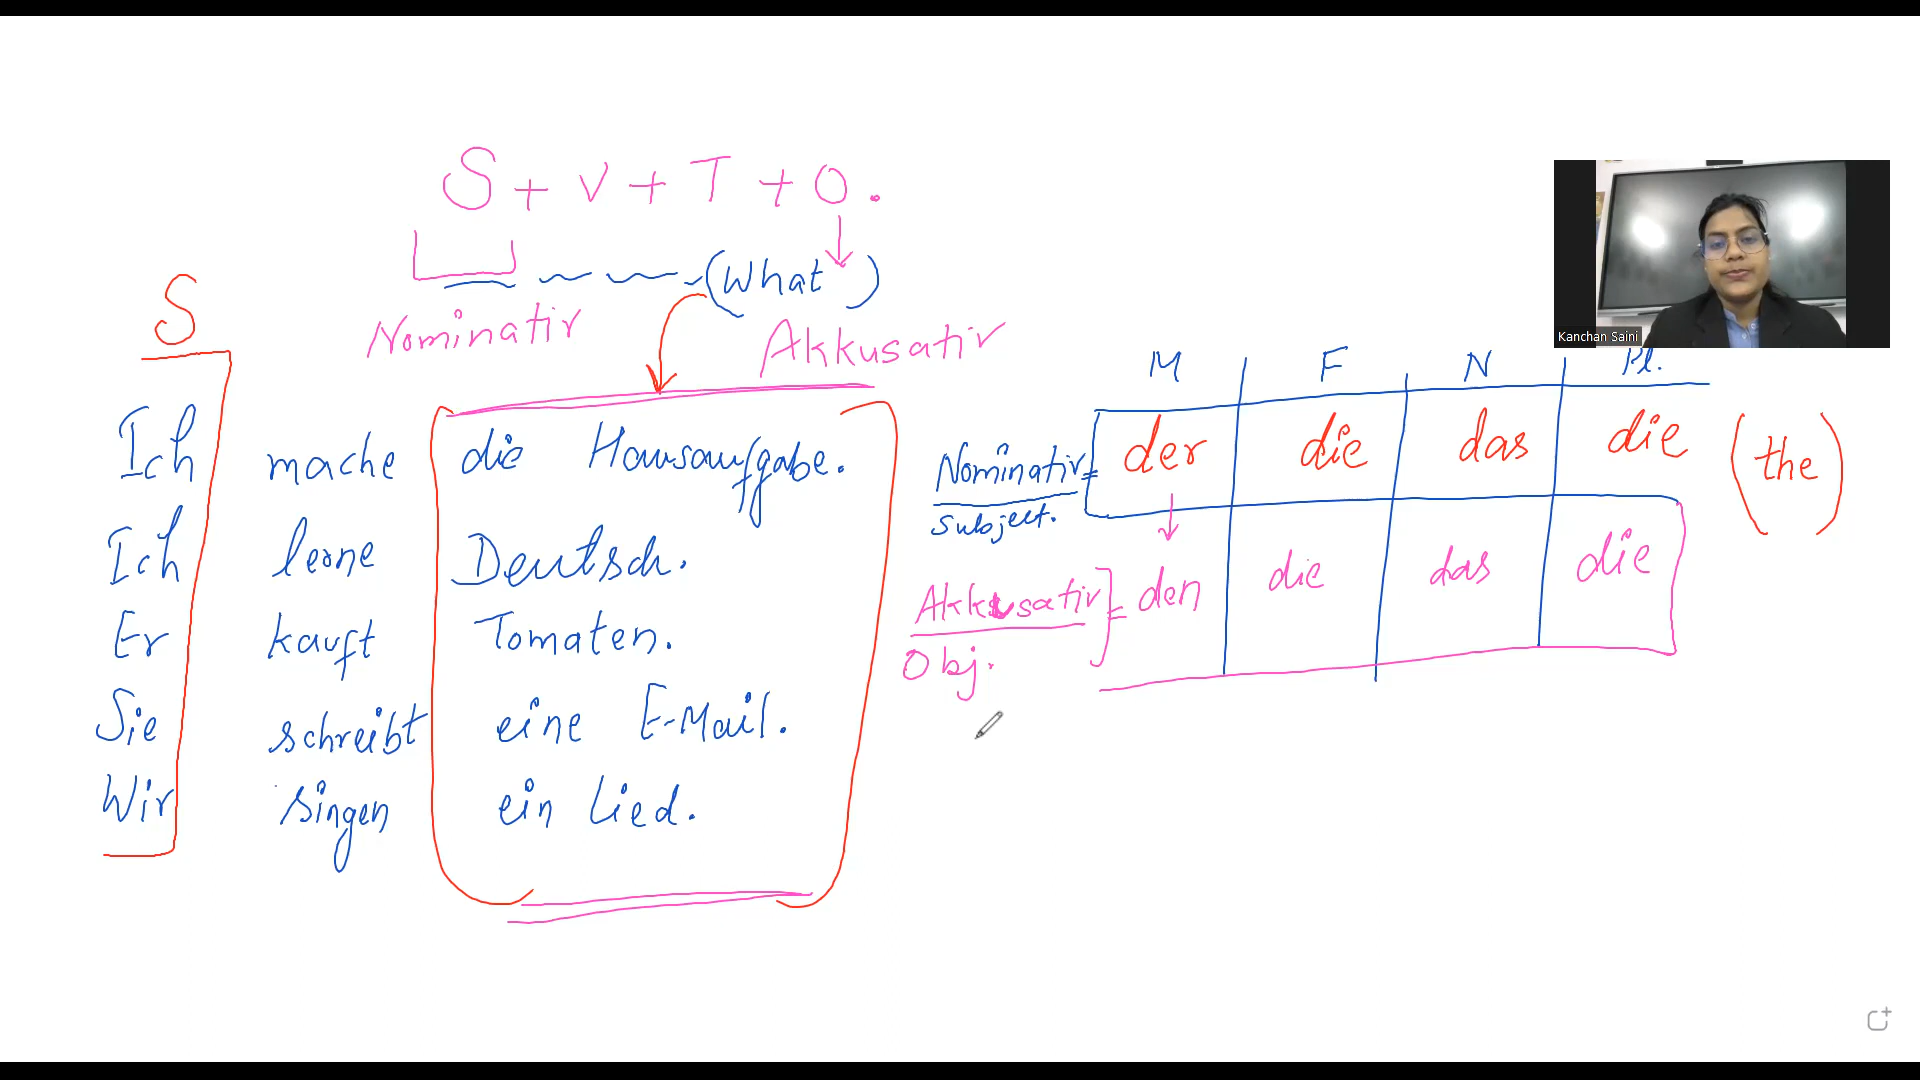 S + V + T + O.
(What)
Nominativ
Akkusativ
S
Ich mache die Hausaufgabe.
Ich lerne Deutsch.
Er kauft Tomaten.
Sie schreibt eine E-Mail.
Wir singen ein Lied.
Kanchan Saini
M F N Pl.
Nominativ = der die das die (the)
Subject.
Akkusativ = den die das die
Obj.